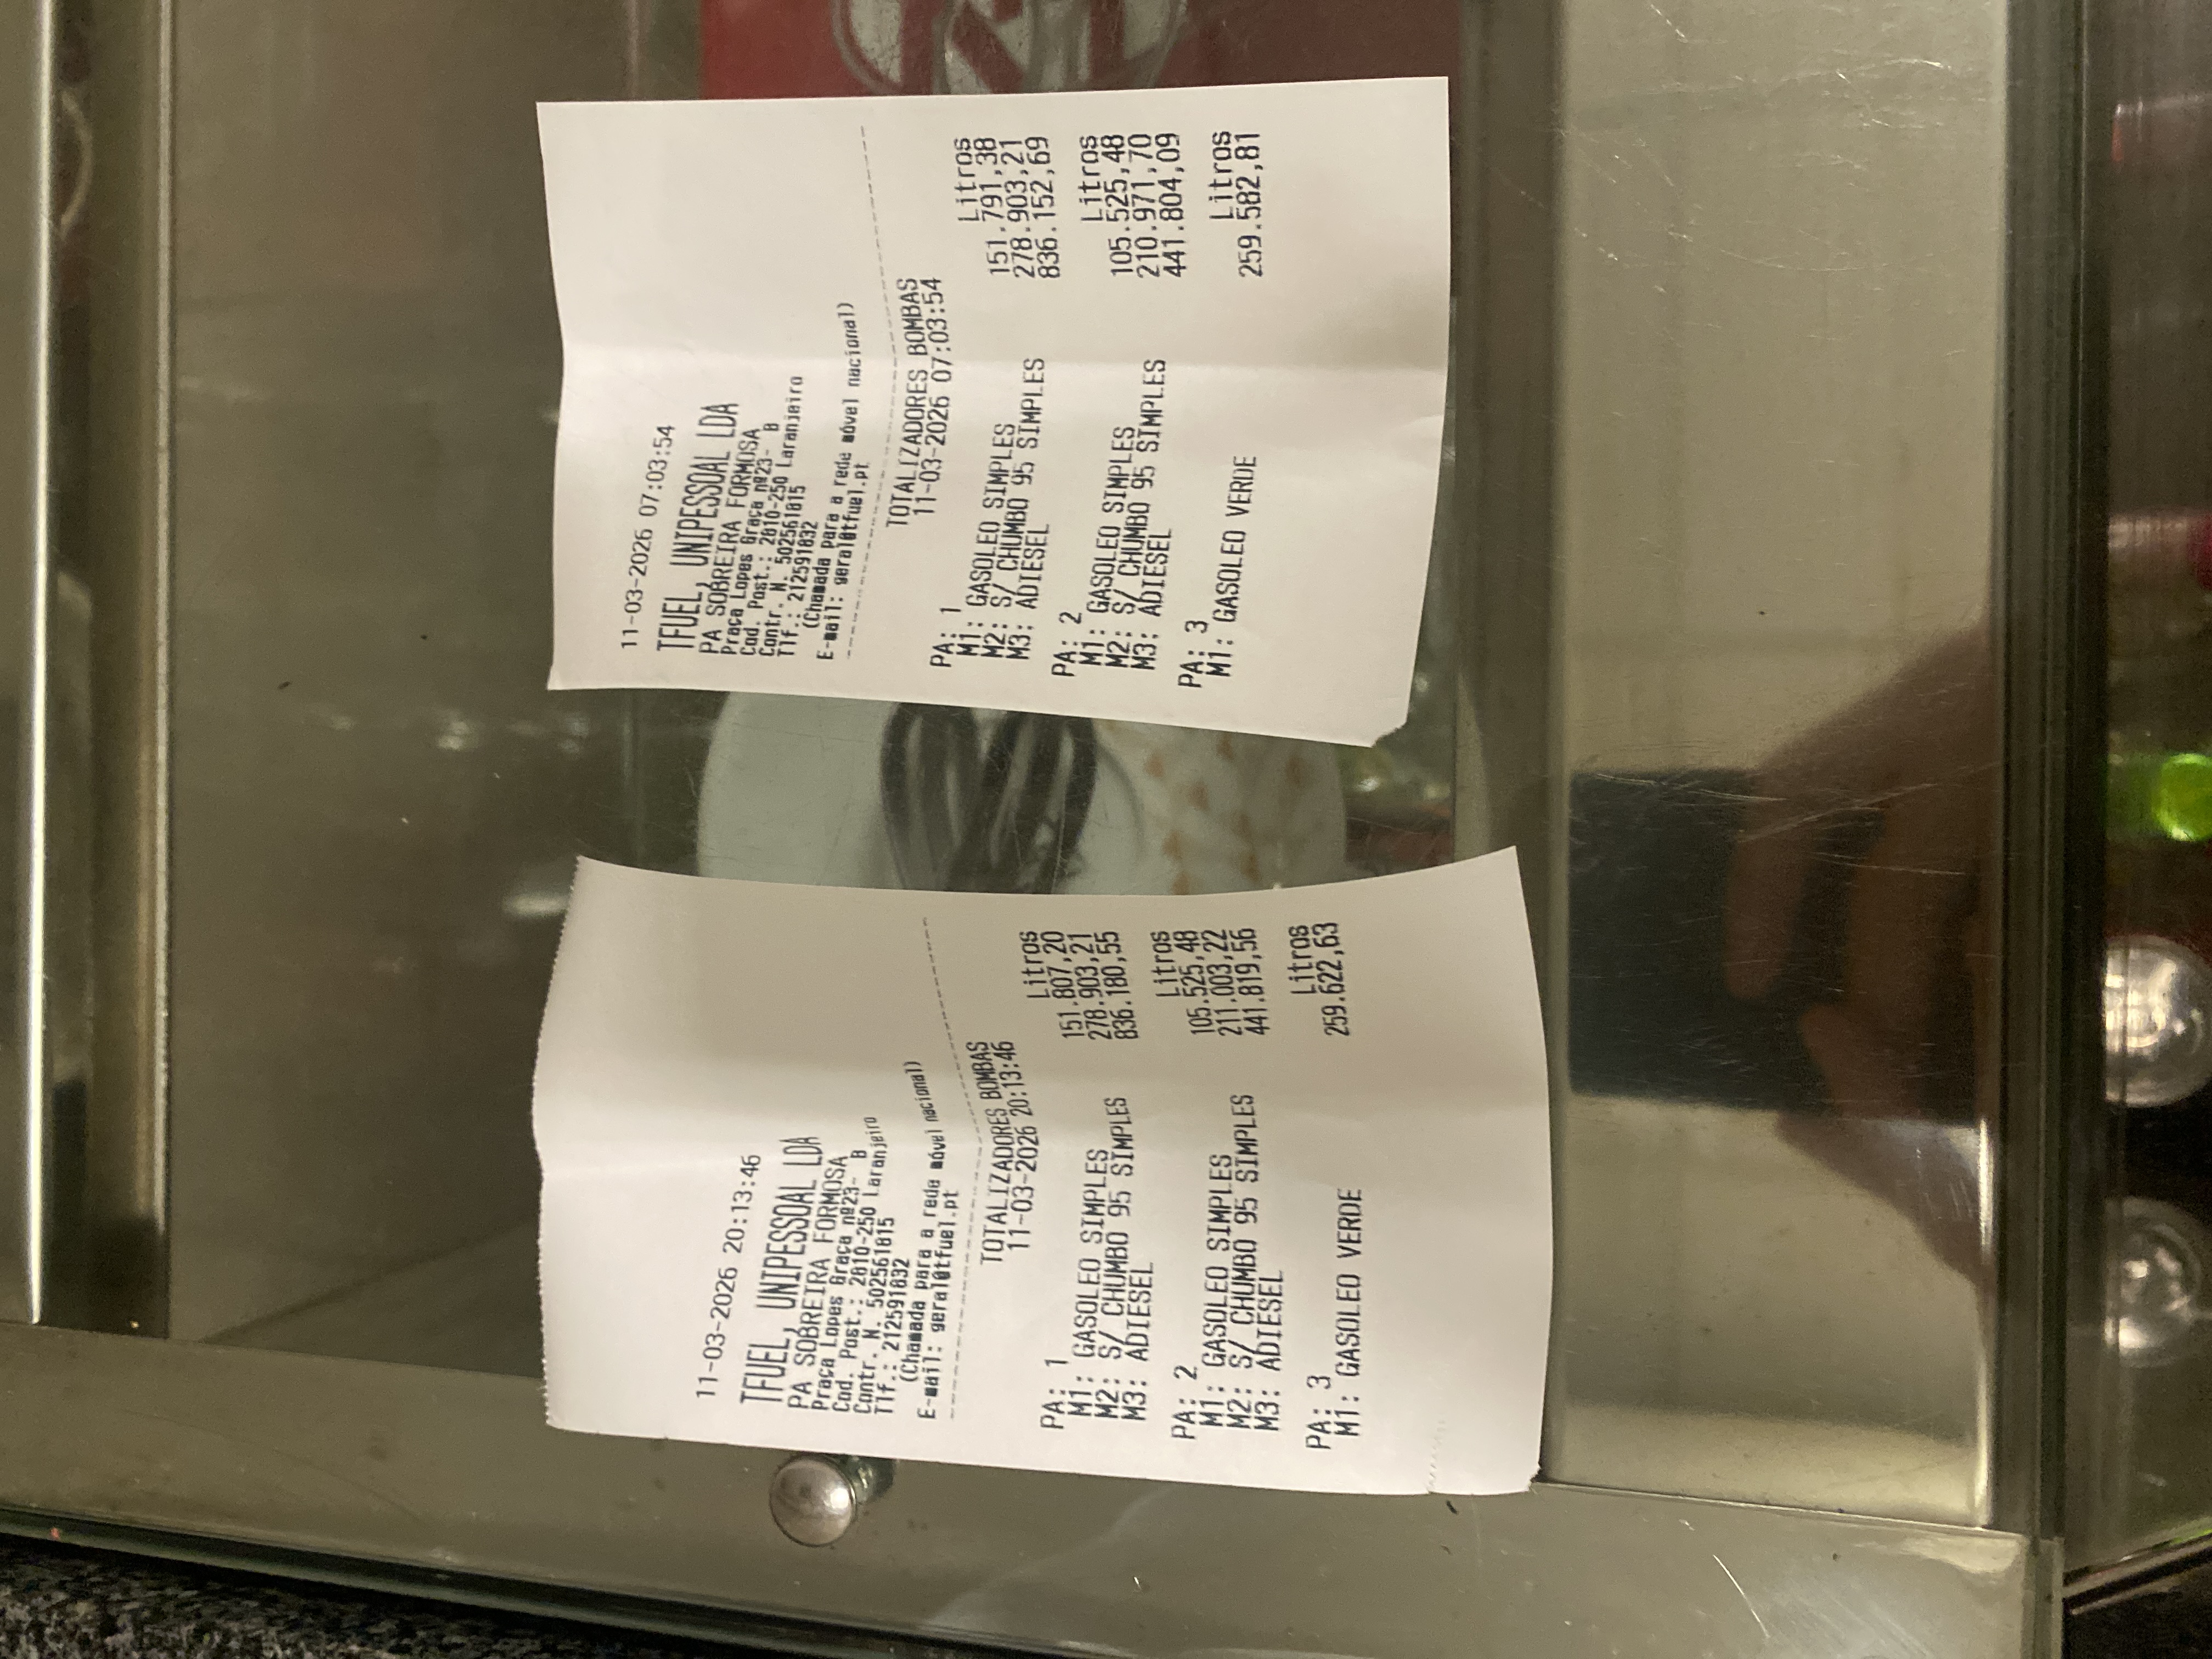 11-03-2026 20:13:46
TFUEL, UNIPESSOAL LDA
PA SOBREIRA FORMOSA
Praça Lopes Graça nº23- B
Cod. Post.: 2810-250 Laranjeiro
Contr. N. 502561815
Tlf.: 212591832
(Chamada para a rede móvel nacional)
E-mail: geral@tfuel.pt
TOTALIZADORES BOMBAS
11-03-2026 20:13:46
PA: 1 Litros
M1: GASOLEO SIMPLES 151.807,20
M2: S/ CHUMBO 95 SIMPLES 278.903,21
M3: ADIESEL 836.180,55
PA: 2 Litros
M1: GASOLEO SIMPLES 105.525,48
M2: S/ CHUMBO 95 SIMPLES 211.003,22
M3: ADIESEL 441.819,56
PA: 3 Litros
M1: GASOLEO VERDE 259.622,63
11-03-2026 07:03:54
TFUEL, UNIPESSOAL LDA
PA SOBREIRA FORMOSA
Praça Lopes Graça nº23- B
Cod. Post.: 2810-250 Laranjeiro
Contr. N. 502561815
Tlf.: 212591832
(Chamada para a rede móvel nacional)
E-mail: geral@tfuel.pt
TOTALIZADORES BOMBAS
11-03-2026 07:03:54
PA: 1 Litros
M1: GASOLEO SIMPLES 151.791,38
M2: S/ CHUMBO 95 SIMPLES 278.903,21
M3: ADIESEL 836.152,69
PA: 2 Litros
M1: GASOLEO SIMPLES 105.525,48
M2: S/ CHUMBO 95 SIMPLES 210.971,70
M3: ADIESEL 441.804,09
PA: 3 Litros
M1: GASOLEO VERDE 259.582,81